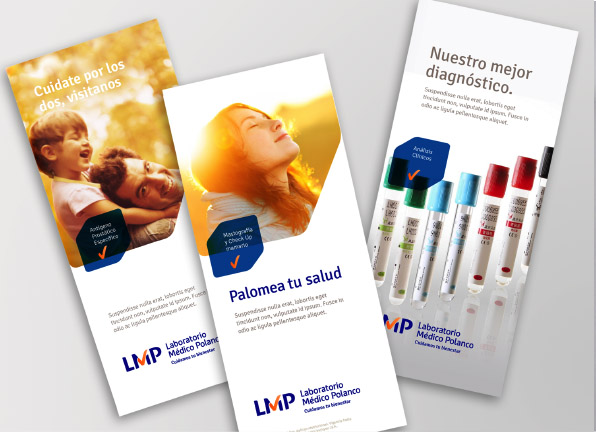 Cuidate por los
dos, visitanos
Antígeno
Prostático
Específico
Suspendisse nulla erat, lobortis eget
tincidunt non, vulputate id ipsum. Fusce in
odio ac ligula pellentesque aliquet.
LMP Laboratorio
Médico Polanco
Cuidamos tu bienestar
Mastografía
y Check Up
mamario
Palomea tu salud
Suspendisse nulla erat, lobortis eget
tincidunt non, vulputate id ipsum. Fusce in
odio ac ligula pellentesque aliquet.
LMP Laboratorio
Médico Polanco
Cuidamos tu bienestar
Nuestro mejor
diagnóstico.
Suspendisse nulla erat, lobortis eget
tincidunt non, vulputate id ipsum. Fusce in
odio ac ligula pellentesque aliquet.
Análisis
Clínicos
LMP Laboratorio
Médico Polanco
Cuidamos tu bienestar